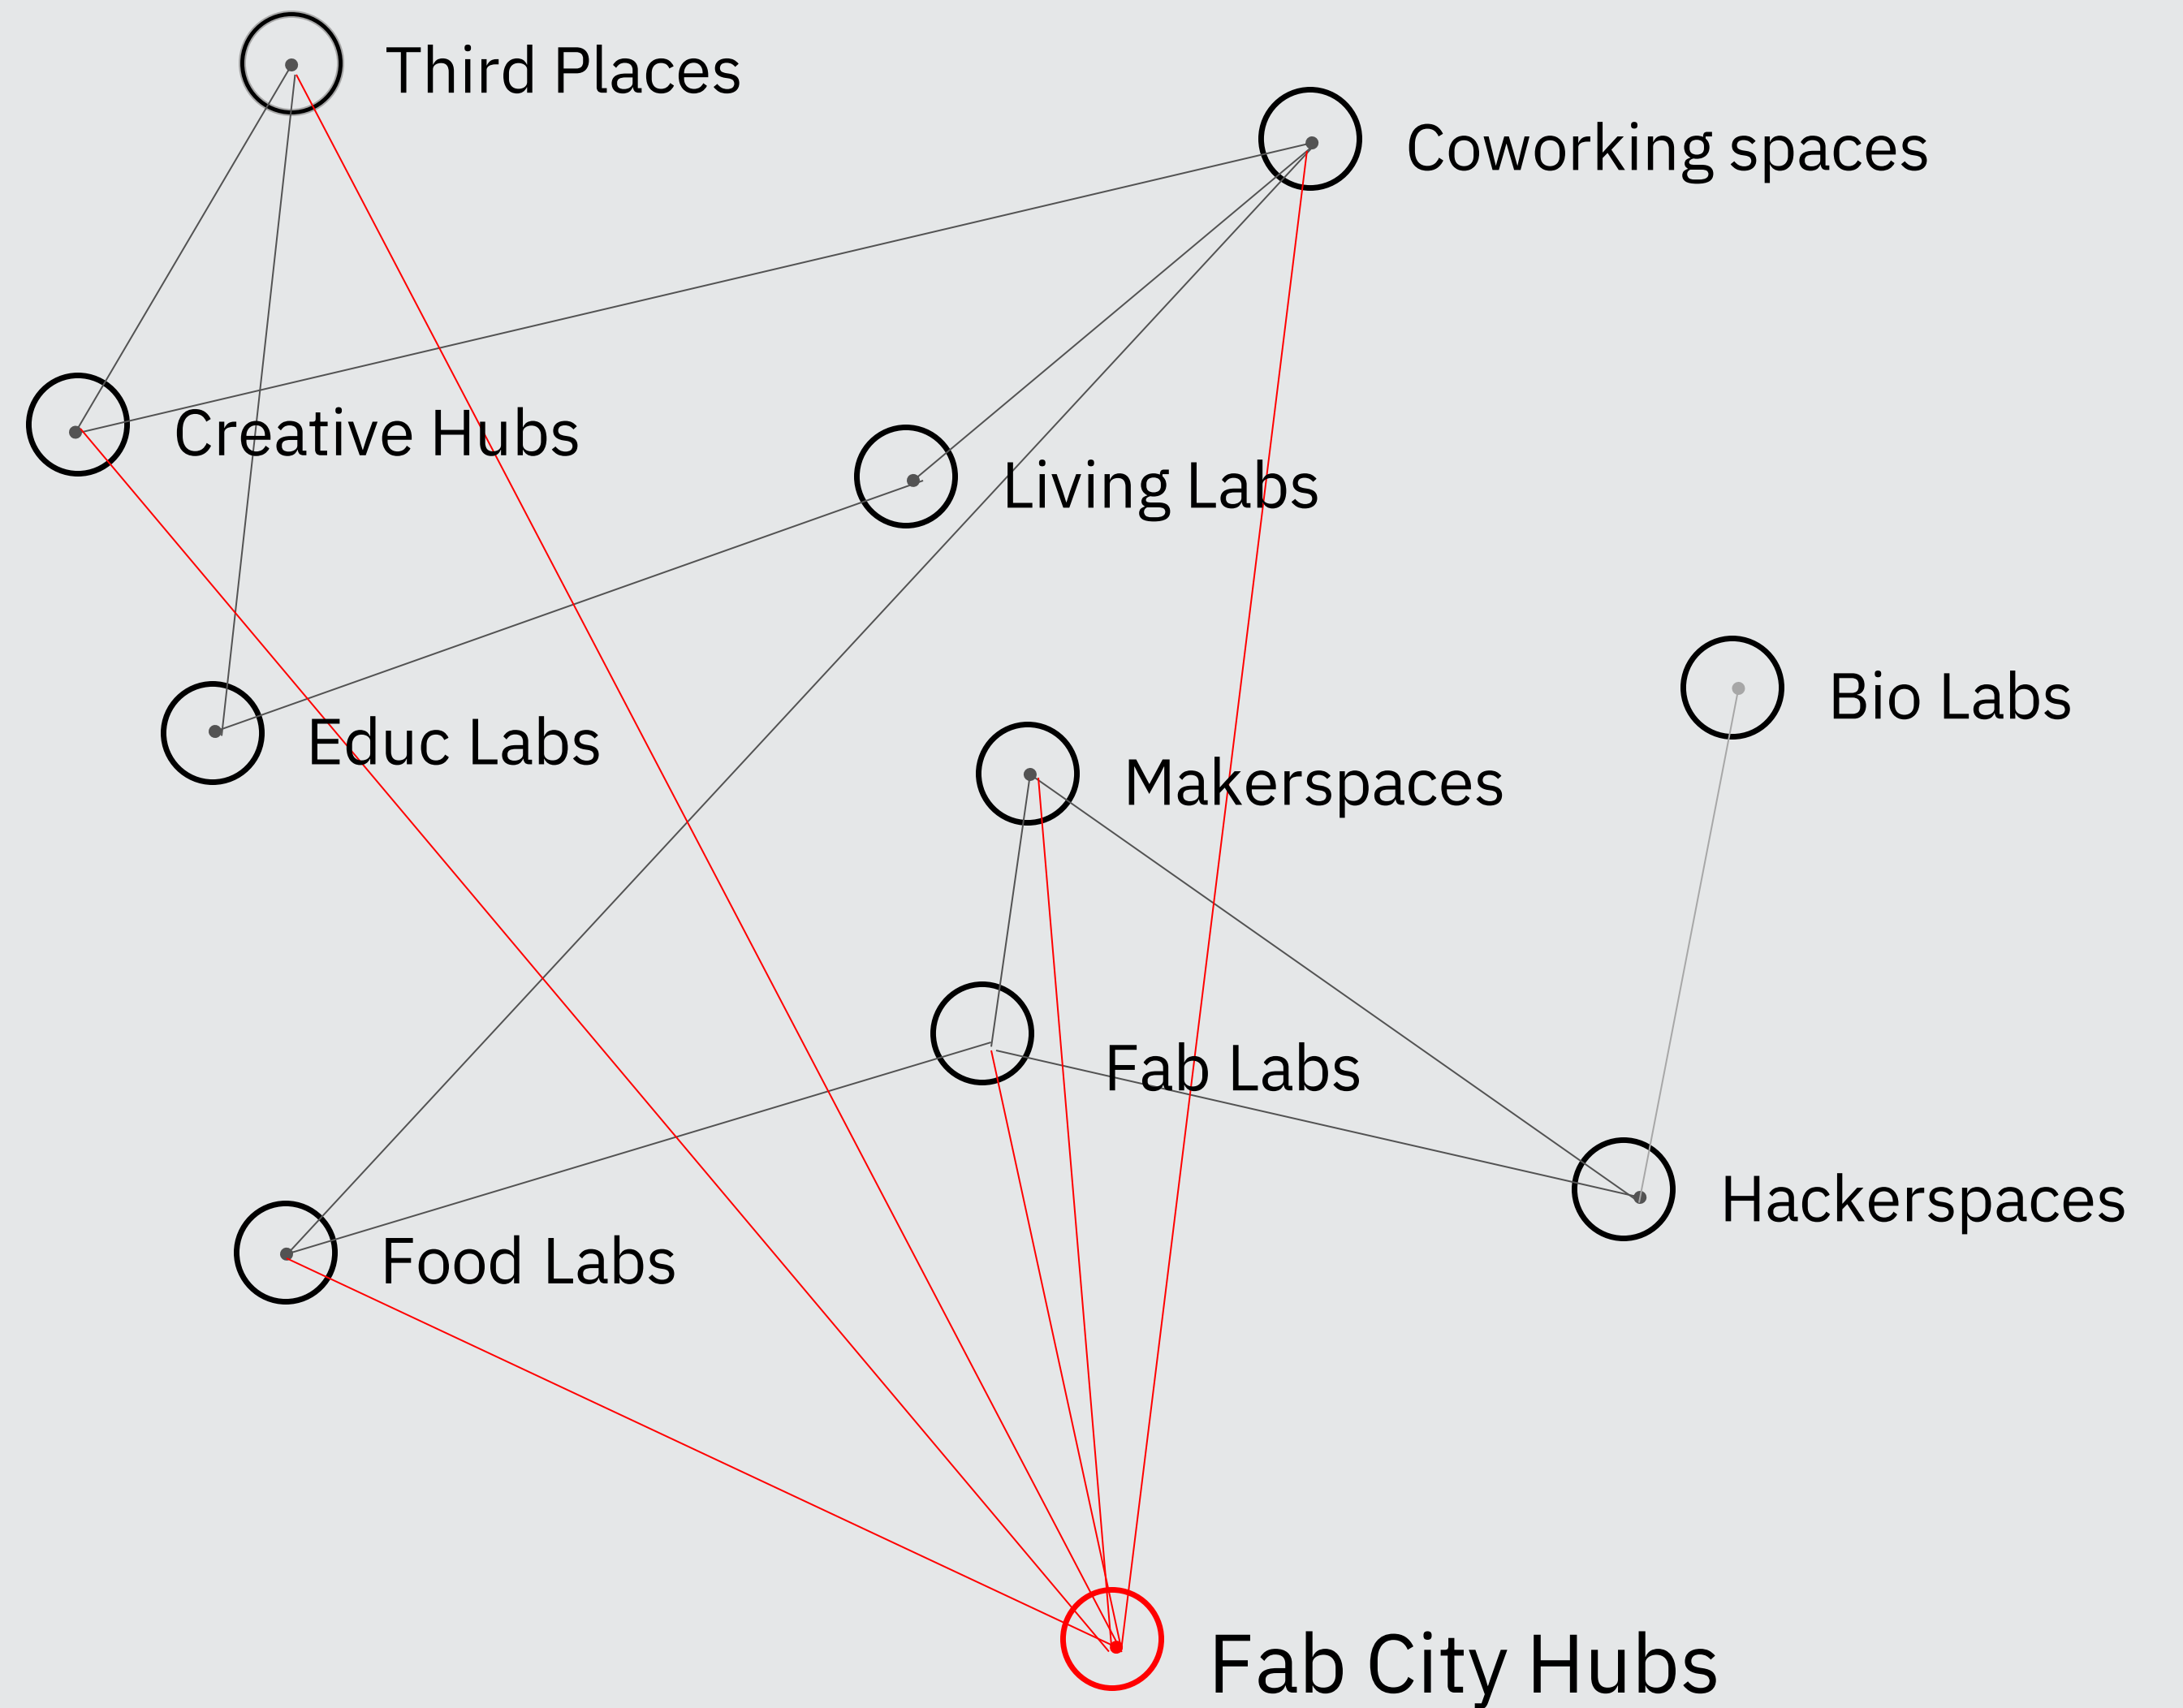 Third Places
Coworking spaces
Creative Hubs
Living Labs
Bio Labs
Educ Labs
Makerspaces
Fab Labs
Hackerspaces
Food Labs
Fab City Hubs